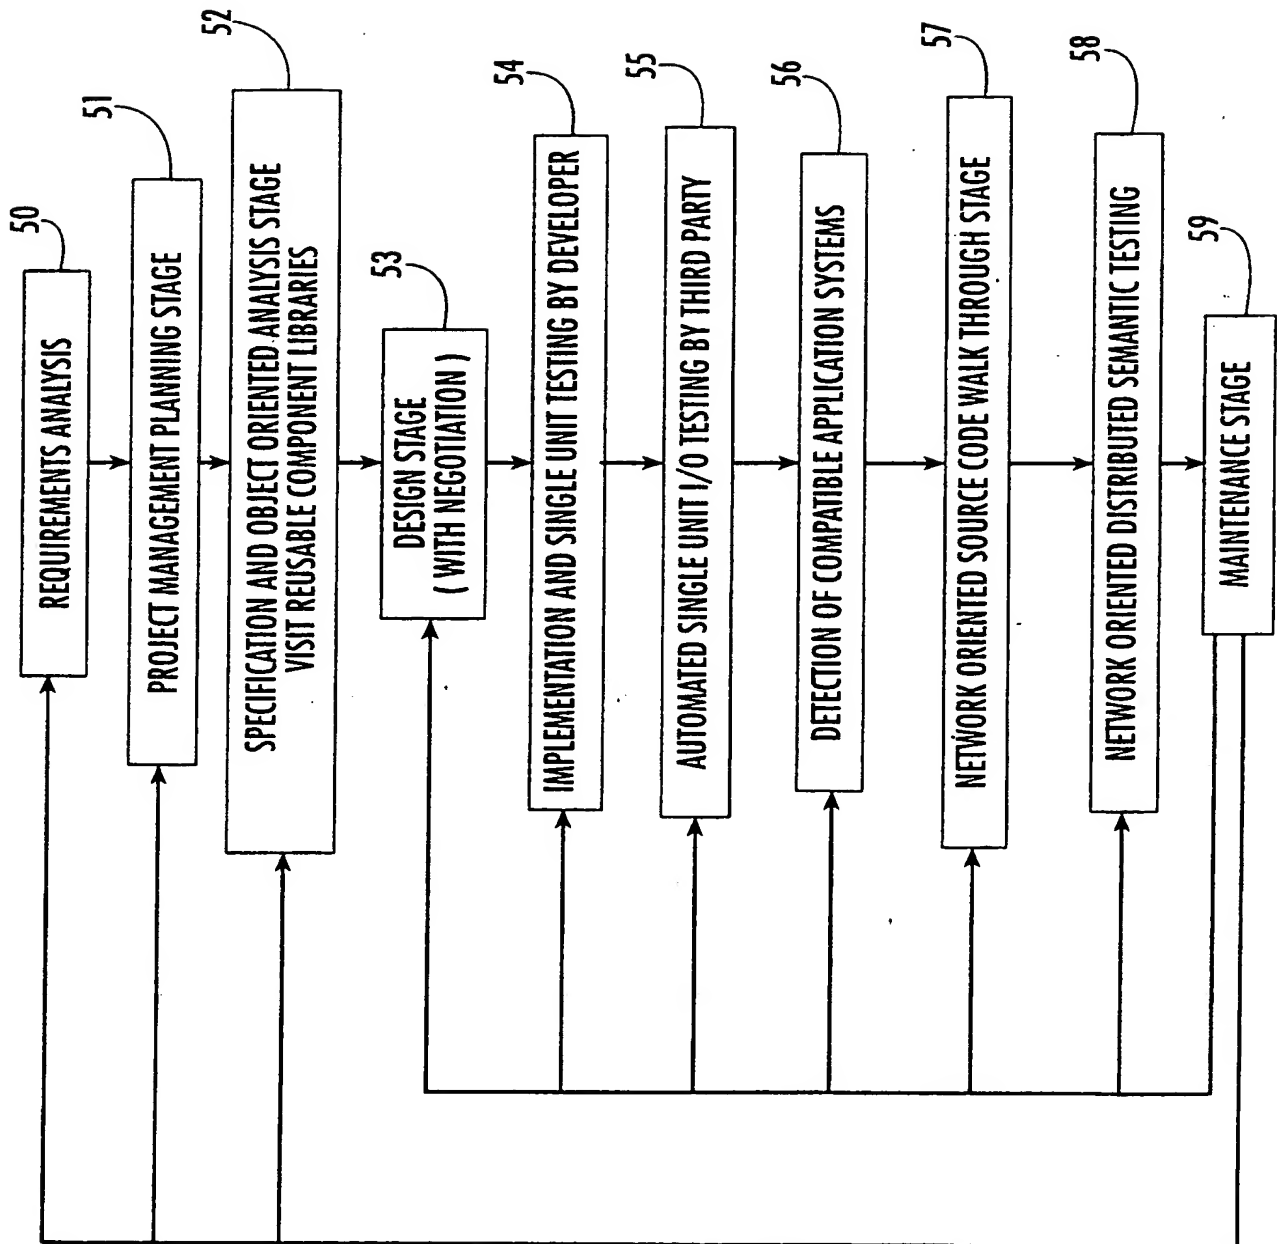 50
REQUIREMENTS ANALYSIS
51
PROJECT MANAGEMENT PLANNING STAGE
52
SPECIFICATION AND OBJECT ORIENTED ANALYSIS STAGE
VISIT REUSABLE COMPONENT LIBRARIES
53
DESIGN STAGE
( WITH NEGOTIATION )
54
IMPLEMENTATION AND SINGLE UNIT TESTING BY DEVELOPER
55
AUTOMATED SINGLE UNIT I/O TESTING BY THIRD PARTY
56
DETECTION OF COMPATIBLE APPLICATION SYSTEMS
57
NETWORK ORIENTED SOURCE CODE WALK THROUGH STAGE
58
NETWORK ORIENTED DISTRIBUTED SEMANTIC TESTING
59
MAINTENANCE STAGE